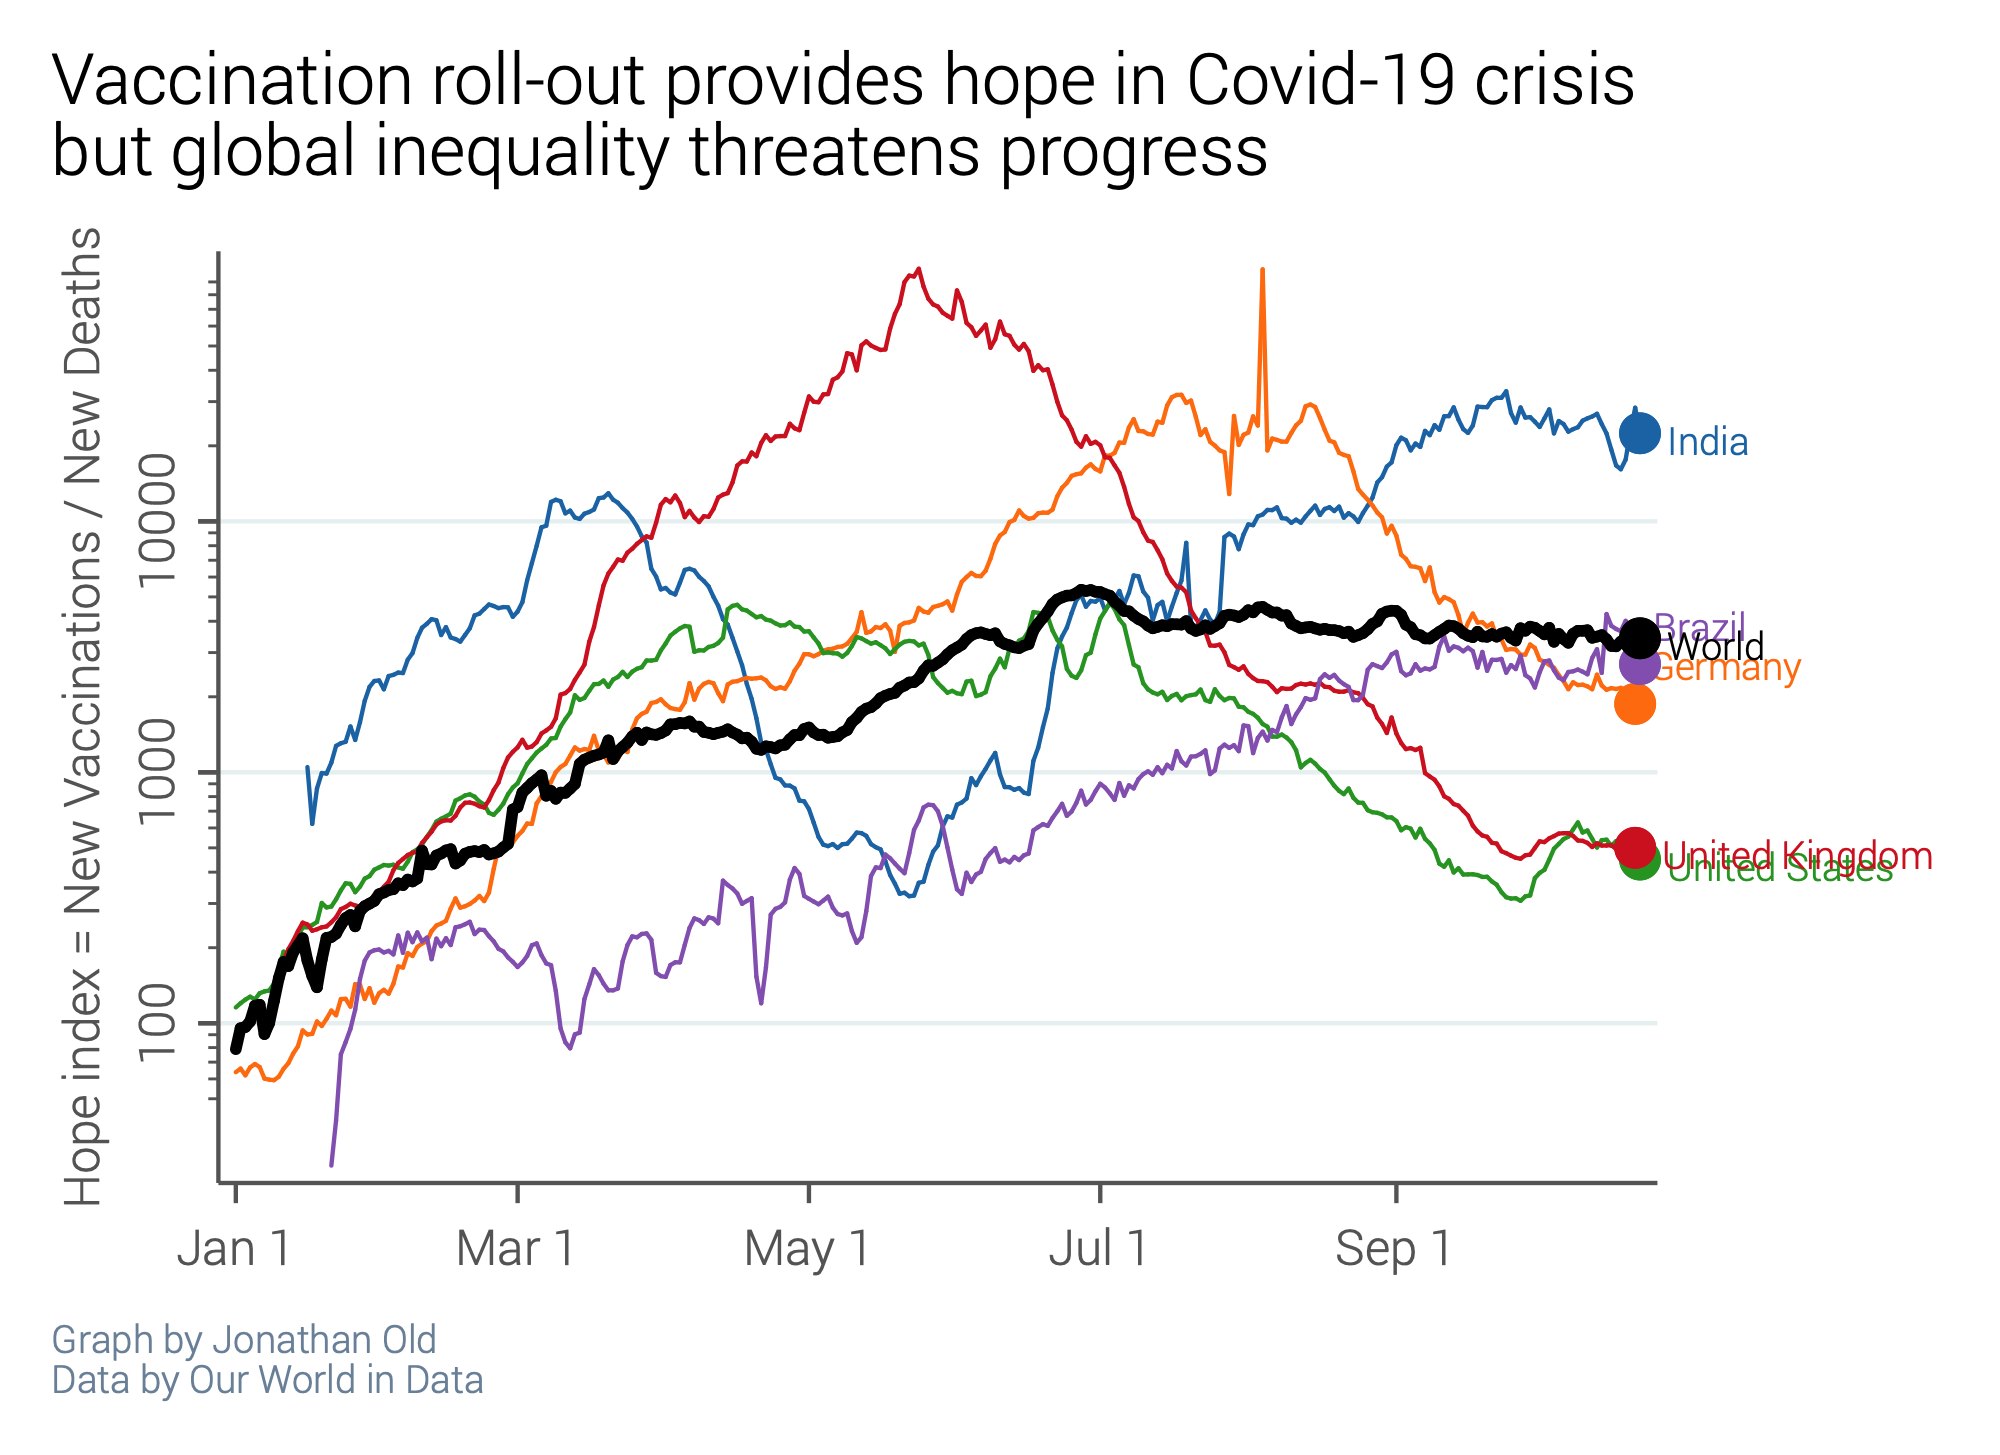 Vaccination roll-out provides hope in Covid-19 crisis
but global inequality threatens progress
Hope index = New Vaccinations / New Deaths
10000
1000
100
India
Brazil
World
Germany
United Kingdom
United States
Jan 1
Mar 1
May 1
Jul 1
Sep 1
Graph by Jonathan Old
Data by Our World in Data